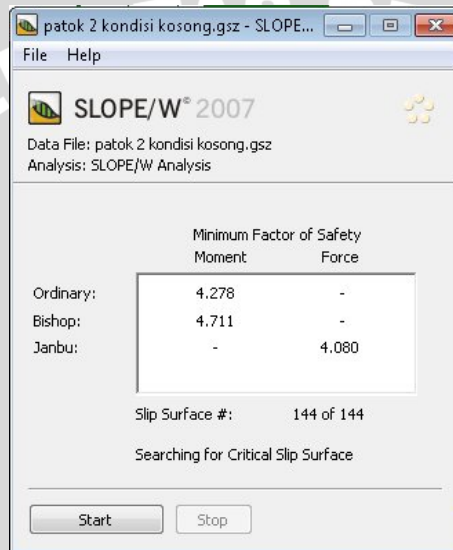 patok 2 kondisi kosong.gsz - SLOPE...
File Help
SLOPE/W® 2007
Data File: patok 2 kondisi kosong.gsz
Analysis: SLOPE/W Analysis
Minimum Factor of Safety
Moment Force
Ordinary: 4.278 -
Bishop: 4.711 -
Janbu: - 4.080
Slip Surface #: 144 of 144
Searching for Critical Slip Surface
Start Stop